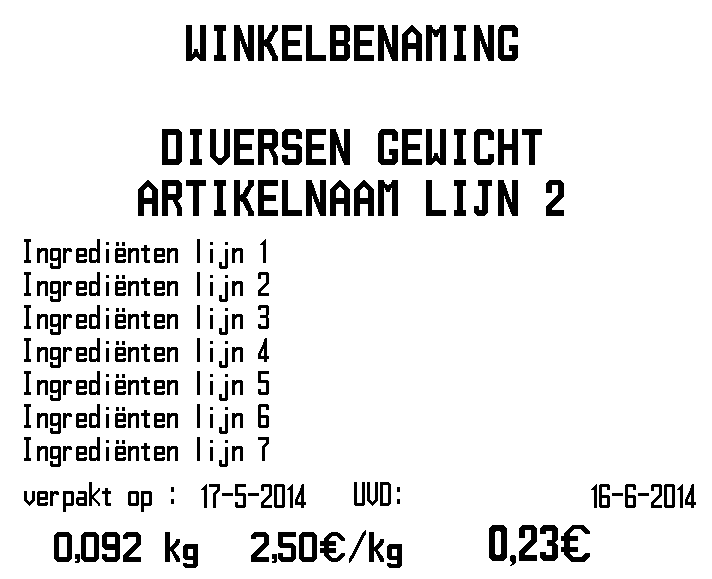 WINKELBENAMING
DIVERSEN GEWICHT
ARTIKELNAAM LIJN 2
Ingrediënten lijn 1
Ingrediënten lijn 2
Ingrediënten lijn 3
Ingrediënten lijn 4
Ingrediënten lijn 5
Ingrediënten lijn 6
Ingrediënten lijn 7
verpakt op : 17-5-2014 UVD: 16-6-2014
0,092 kg 2,50€/kg 0,23€